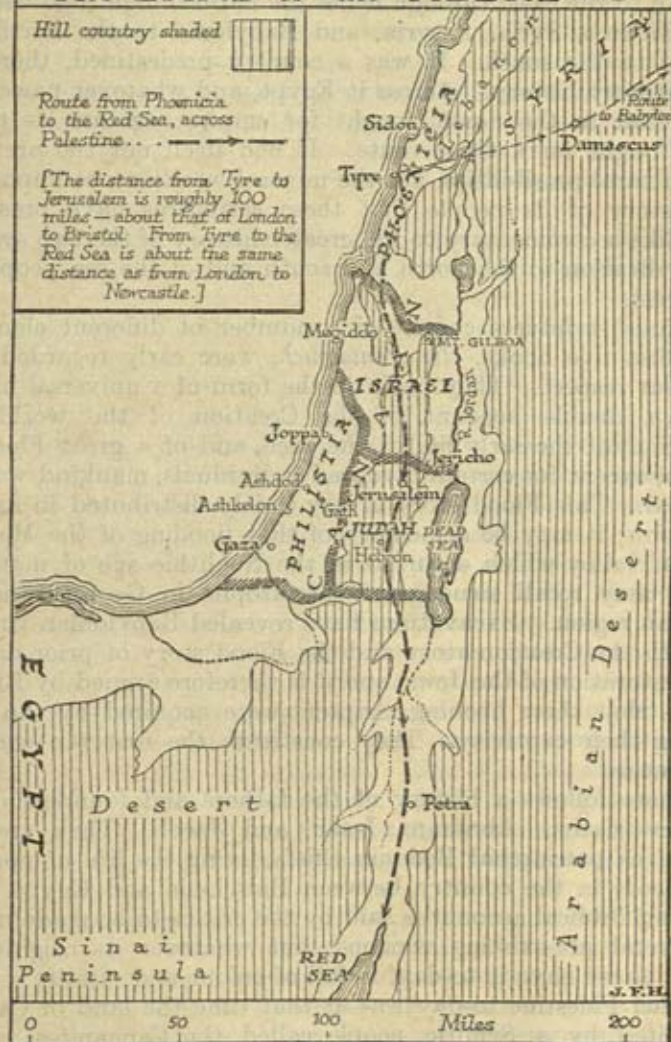 Hill country shaded
Route from Phœnicia
to the Red Sea, across
Palestine...
[The distance from Tyre to
Jerusalem is roughly 100
miles — about that of London
to Bristol. From Tyre to the
Red Sea is about the same
distance as from London to
Newcastle.]
Lebanon
SYRIA
Route
to Babylon
Sidon
Damascus
Tyre
PHŒNICIA
Megiddo
MT. GILBOA
ISRAEL
CANAAN
R. Jordan
Joppa
PHILISTIA
Jericho
Ashdod
Jerusalem
Ashkelon
Gath
JUDAH
DEAD
SEA
Gaza
Hebron
EGYPT
Desert
Petra
Arabian Desert
Sinai
Peninsula
RED
SEA
J.F.H.
0 50 100 Miles 200